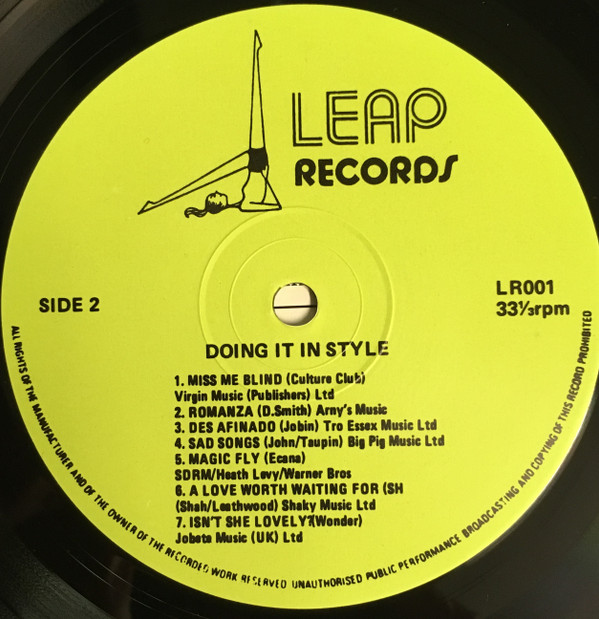 LEAP
RECORDS
SIDE 2
LR001
33⅓rpm
DOING IT IN STYLE
1. MISS ME BLIND (Culture Club)
Virgin Music (Publishers) Ltd
2. ROMANZA (D.Smith) Arny's Music
3. DES AFINADO (Jobin) Tro Essex Music Ltd
4. SAD SONGS (John/Taupin) Big Pig Music Ltd
5. MAGIC FLY (Ecana)
SDRM/Heath Levy/Warner Bros
6. A LOVE WORTH WAITING FOR (SH
(Shah/Leathwood) Shaky Music Ltd
7. ISN'T SHE LOVELY?(Wonder)
Jobete Music (UK) Ltd
ALL RIGHTS OF THE MANUFACTURER AND OF THE OWNER OF THE RECORDED WORK RESERVED UNAUTHORISED PUBLIC PERFORMANCE BROADCASTING AND COPYING OF THIS RECORD PROHIBITED